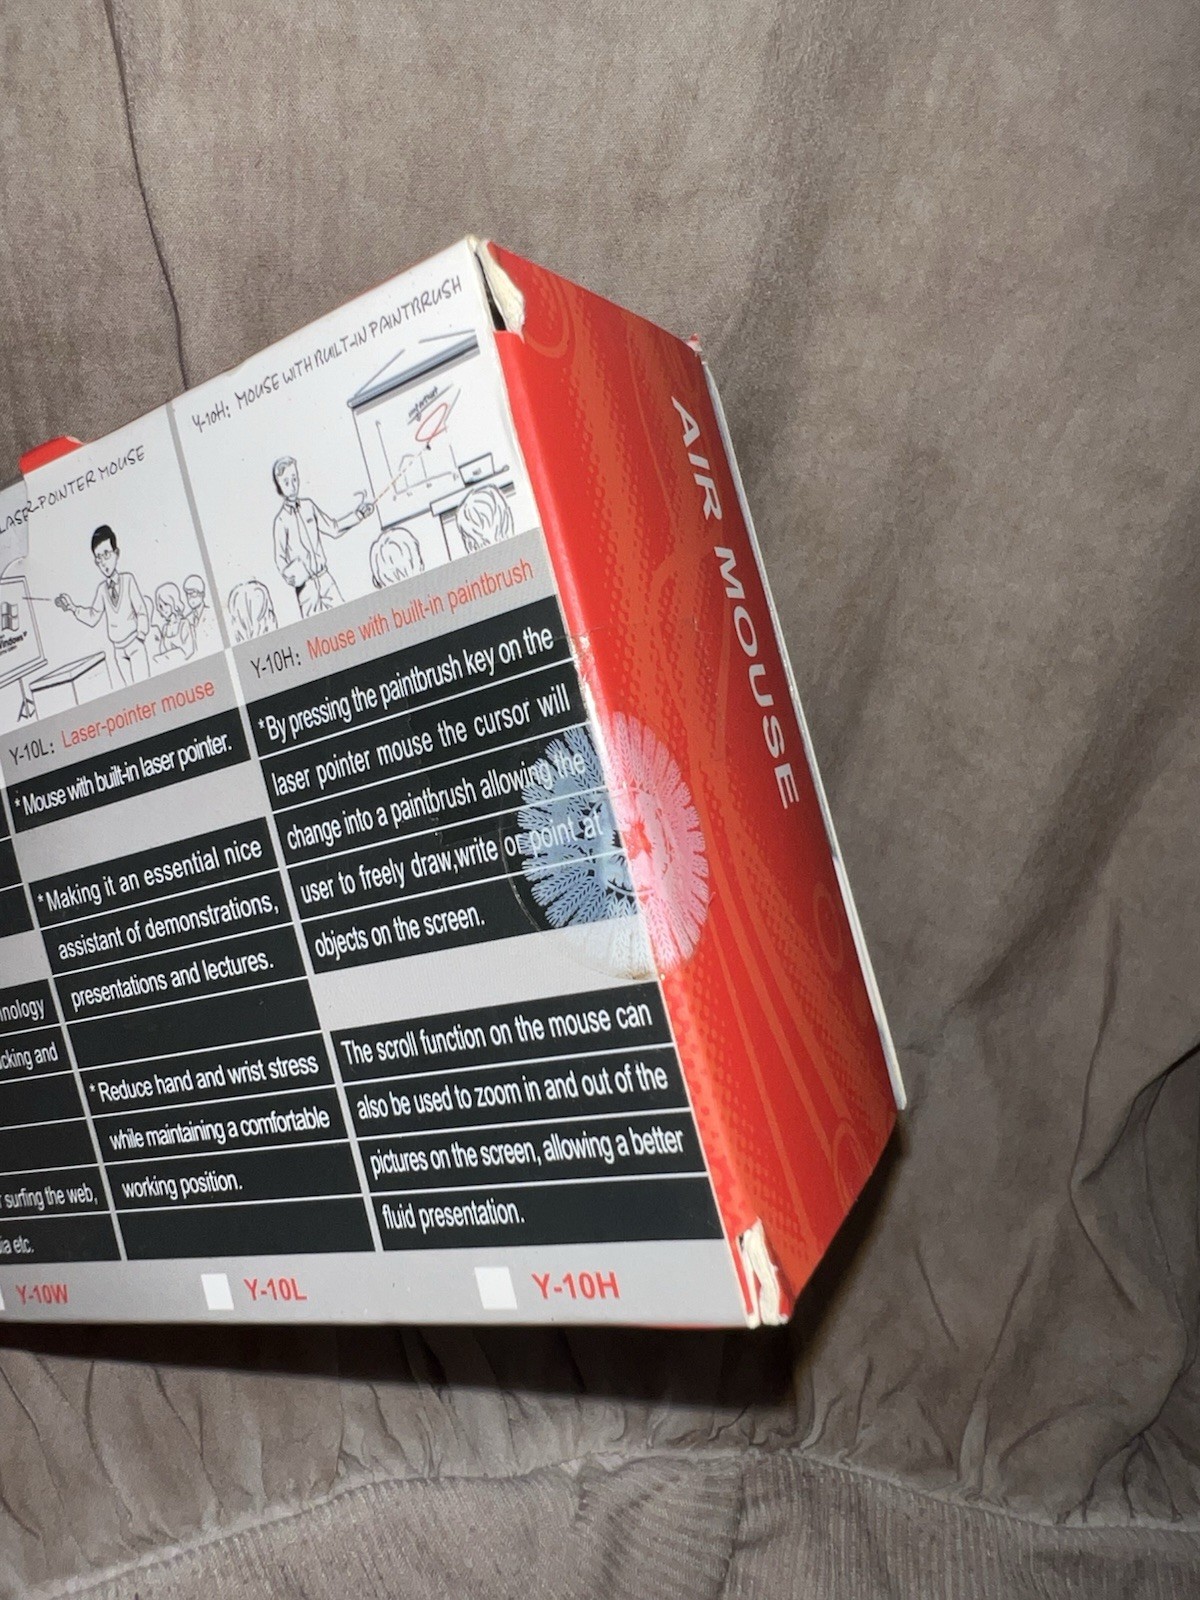 LASER-POINTER MOUSE
Y-10H: MOUSE WITH BUILT-IN PAINTBRUSH
Windows
Y-10L: Laser-pointer mouse
* Mouse with built-in laser pointer.
* Making it an essential nice
assistant of demonstrations,
presentations and lectures.
* Reduce hand and wrist stress
while maintaining a comfortable
working position.
Y-10H: Mouse with built-in paintbrush
*By pressing the paintbrush key on the
laser pointer mouse the cursor will
change into a paintbrush allowing the
user to freely draw,write or point at
objects on the screen.
The scroll function on the mouse can
also be used to zoom in and out of the
pictures on the screen, allowing a better
fluid presentation.
and
surfing the web,
etc.
Y-10W
Y-10L
Y-10H
AIR MOUSE